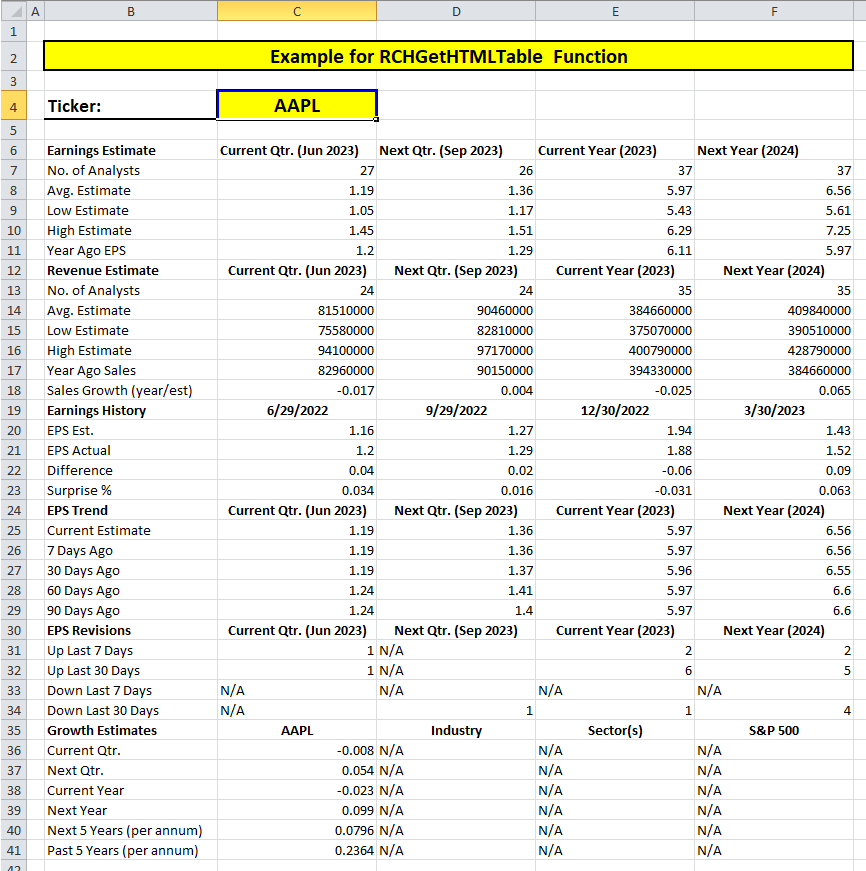 A B C D E F
1
2 Example for RCHGetHTMLTable  Function
3
4 Ticker: AAPL
5
6 Earnings Estimate Current Qtr. (Jun 2023) Next Qtr. (Sep 2023) Current Year (2023) Next Year (2024)
7 No. of Analysts 27 26 37 37
8 Avg. Estimate 1.19 1.36 5.97 6.56
9 Low Estimate 1.05 1.17 5.43 5.61
10 High Estimate 1.45 1.51 6.29 7.25
11 Year Ago EPS 1.2 1.29 6.11 5.97
12 Revenue Estimate Current Qtr. (Jun 2023) Next Qtr. (Sep 2023) Current Year (2023) Next Year (2024)
13 No. of Analysts 24 24 35 35
14 Avg. Estimate 81510000 90460000 384660000 409840000
15 Low Estimate 75580000 82810000 375070000 390510000
16 High Estimate 94100000 97170000 400790000 428790000
17 Year Ago Sales 82960000 90150000 394330000 384660000
18 Sales Growth (year/est) -0.017 0.004 -0.025 0.065
19 Earnings History 6/29/2022 9/29/2022 12/30/2022 3/30/2023
20 EPS Est. 1.16 1.27 1.94 1.43
21 EPS Actual 1.2 1.29 1.88 1.52
22 Difference 0.04 0.02 -0.06 0.09
23 Surprise % 0.034 0.016 -0.031 0.063
24 EPS Trend Current Qtr. (Jun 2023) Next Qtr. (Sep 2023) Current Year (2023) Next Year (2024)
25 Current Estimate 1.19 1.36 5.97 6.56
26 7 Days Ago 1.19 1.36 5.97 6.56
27 30 Days Ago 1.19 1.37 5.96 6.55
28 60 Days Ago 1.24 1.41 5.97 6.6
29 90 Days Ago 1.24 1.4 5.97 6.6
30 EPS Revisions Current Qtr. (Jun 2023) Next Qtr. (Sep 2023) Current Year (2023) Next Year (2024)
31 Up Last 7 Days 1 N/A 2 2
32 Up Last 30 Days 1 N/A 6 5
33 Down Last 7 Days N/A N/A N/A N/A
34 Down Last 30 Days N/A 1 1 4
35 Growth Estimates AAPL Industry Sector(s) S&P 500
36 Current Qtr. -0.008 N/A N/A N/A
37 Next Qtr. 0.054 N/A N/A N/A
38 Current Year -0.023 N/A N/A N/A
39 Next Year 0.099 N/A N/A N/A
40 Next 5 Years (per annum) 0.0796 N/A N/A N/A
41 Past 5 Years (per annum) 0.2364 N/A N/A N/A
42